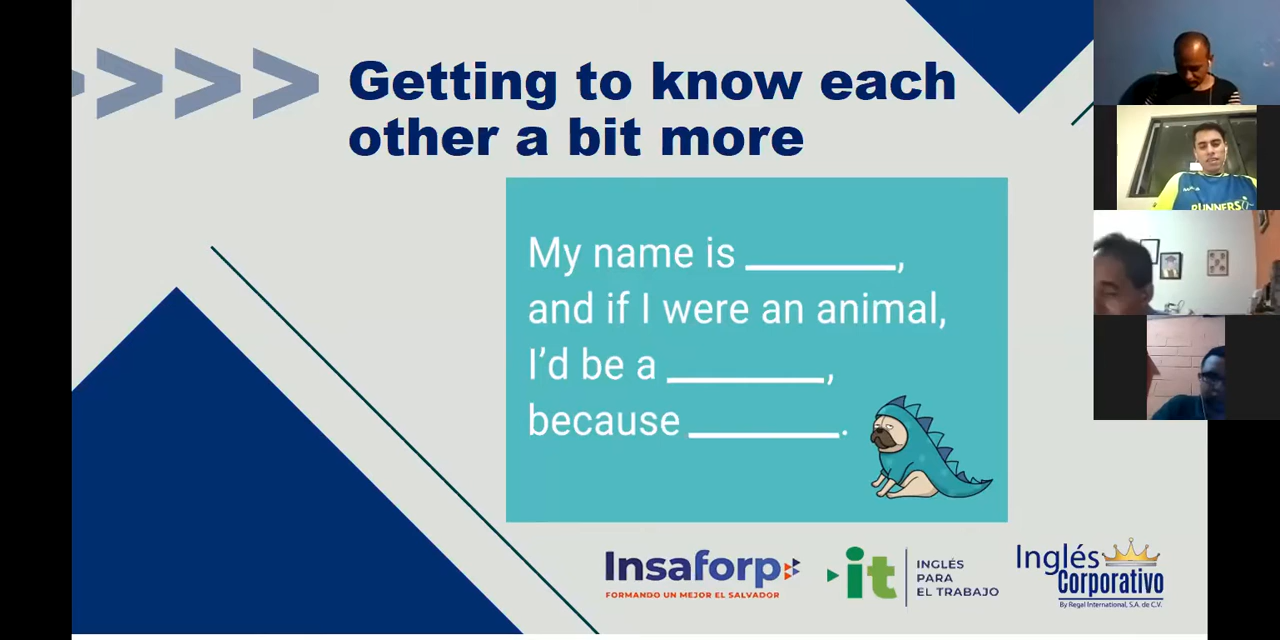 Getting to know each
other a bit more
My name is ________,
and if I were an animal,
I'd be a ________,
because ________.
RUNNERS
Insaforp
FORMANDO UN MEJOR EL SALVADOR
it
INGLÉS
PARA
EL TRABAJO
Inglés
Corporativo
By Regal International, S.A. de C.V.